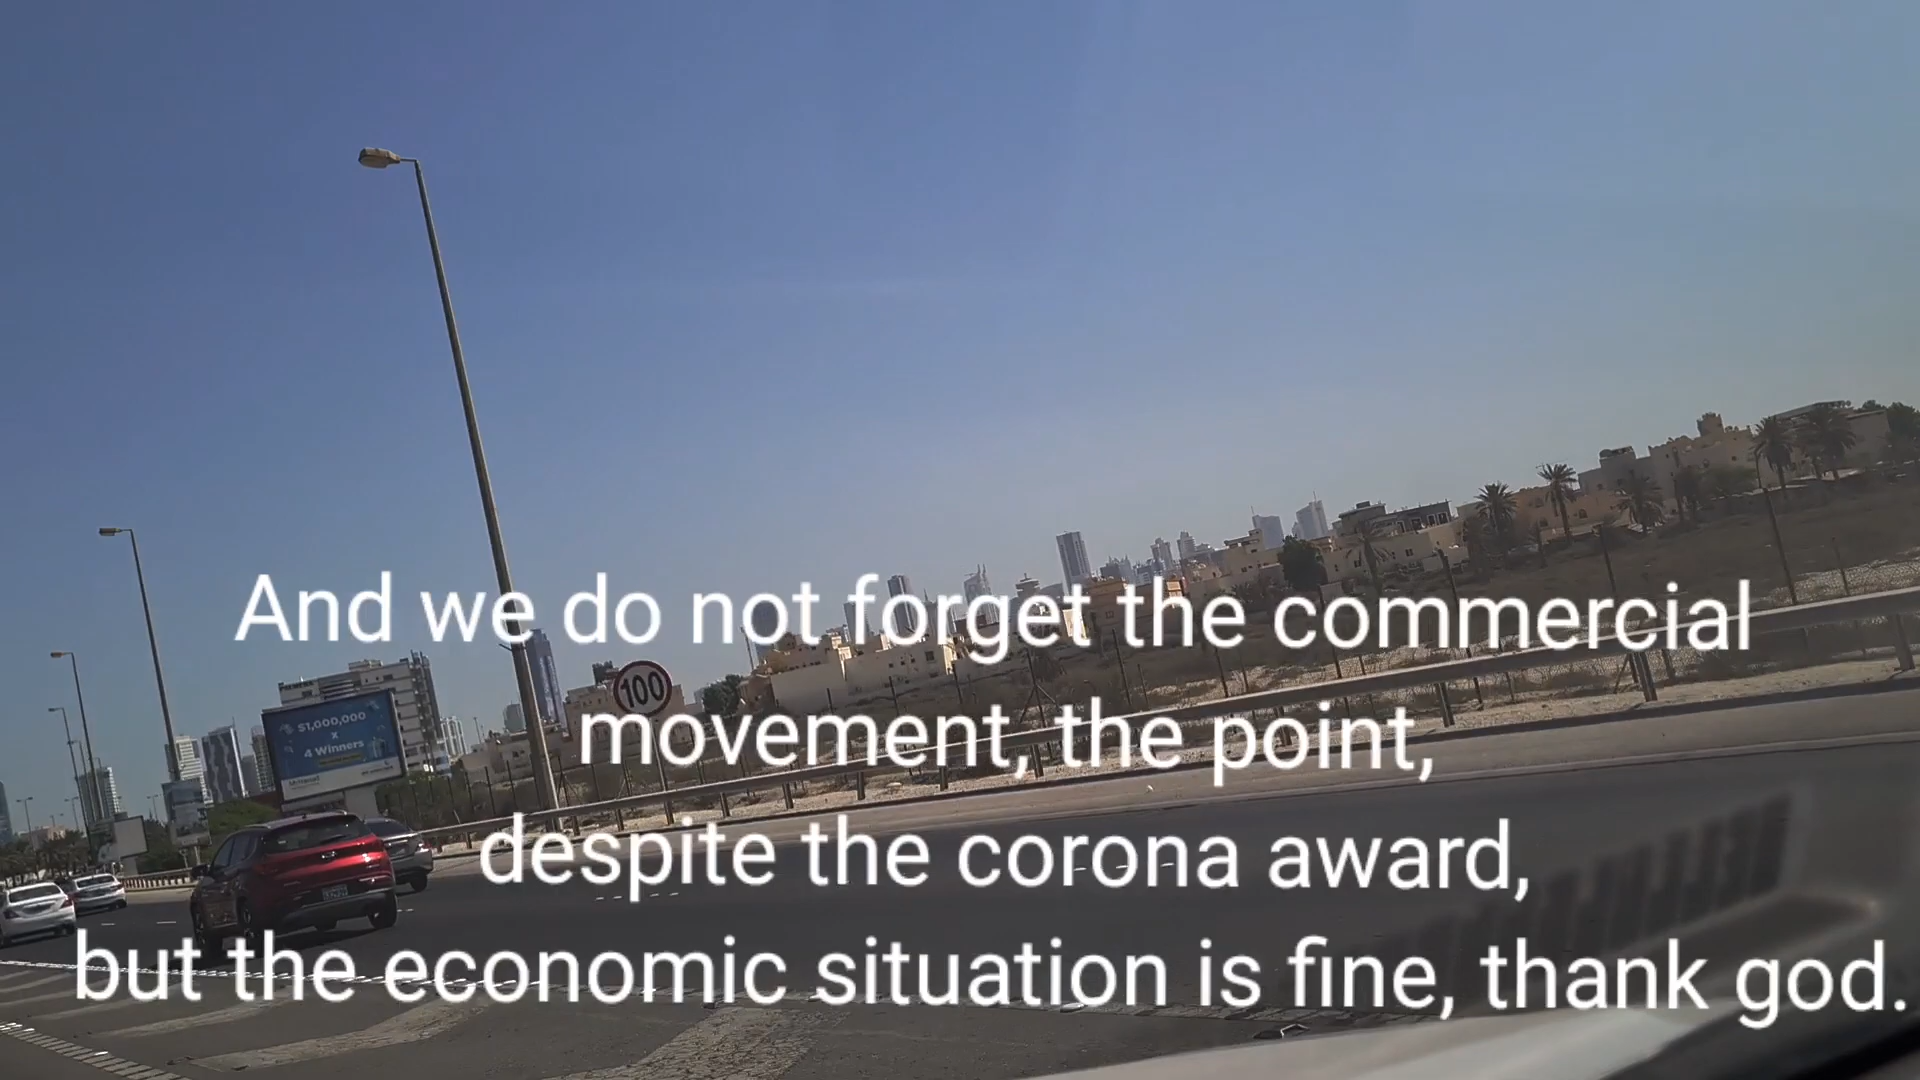 $1,000,000
x
4 Winners
100
And we do not forget the commercial
movement, the point,
despite the corona award,
but the economic situation is fine, thank god.